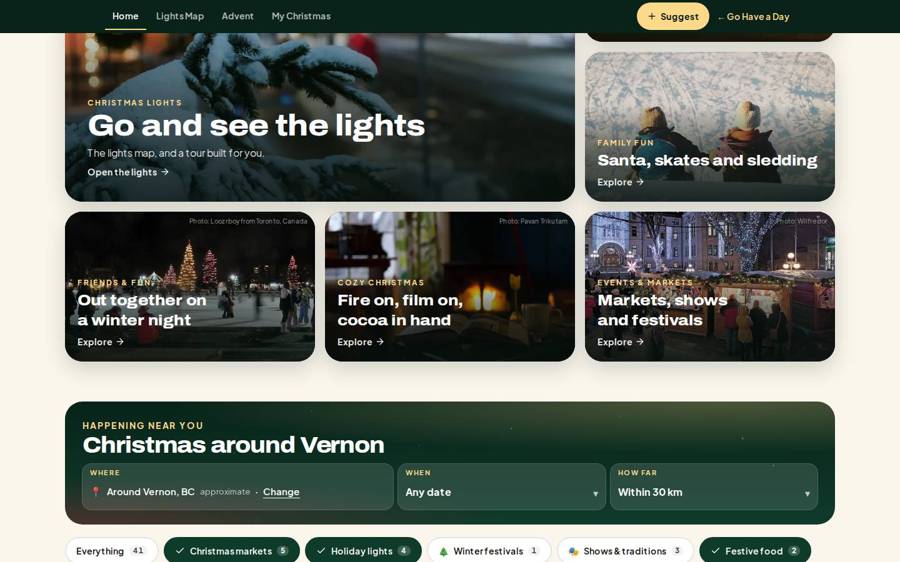 Home
Lights Map
Advent
My Christmas
+ Suggest
← Go Have a Day
CHRISTMAS LIGHTS
Go and see the lights
The lights map, and a tour built for you.
Open the lights →
FAMILY FUN
Santa, skates and sledding
Explore →
Photo: Loozrboy from Toronto, Canada
FRIENDS & FUN
Out together on
a winter night
Explore →
Photo: Pavan Trikutam
COZY CHRISTMAS
Fire on, film on,
cocoa in hand
Explore →
Photo: Wilfredor
EVENTS & MARKETS
Markets, shows
and festivals
Explore →
HAPPENING NEAR YOU
Christmas around Vernon
WHERE
📍 Around Vernon, BC approximate · Change
WHEN
Any date
HOW FAR
Within 30 km
Everything 41
✓ Christmas markets 5
✓ Holiday lights 4
🎄 Winter festivals 1
🎭 Shows & traditions 3
✓ Festive food 2